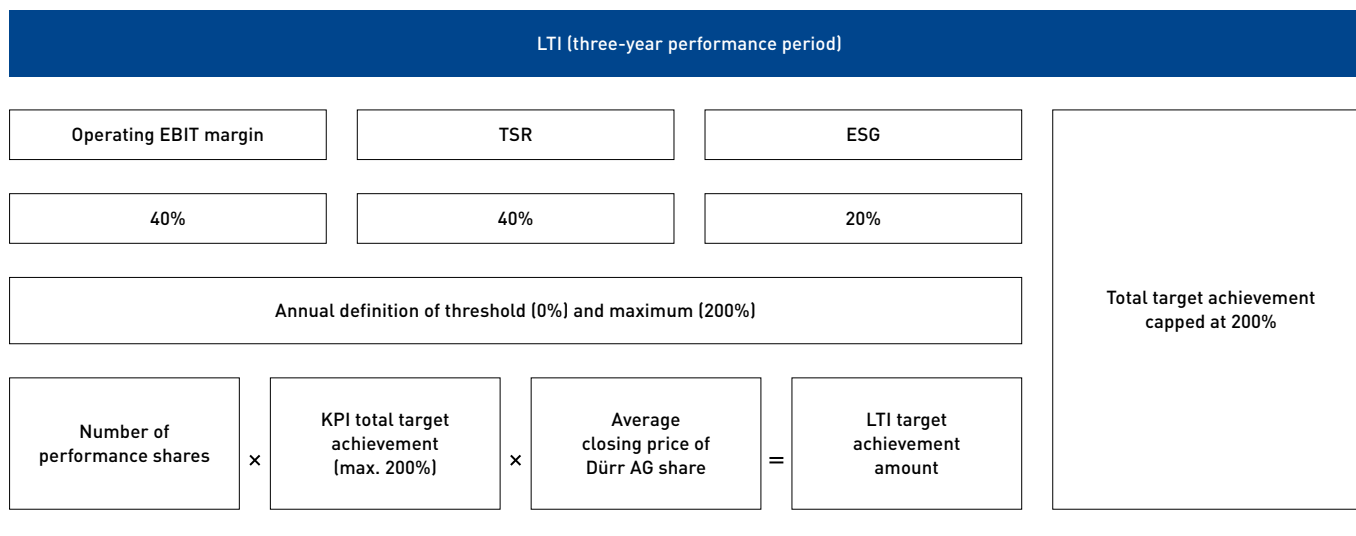 LTI (three-year performance period)
Operating EBIT margin
TSR
ESG
40%
40%
20%
Annual definition of threshold (0%) and maximum (200%)
Total target achievement
capped at 200%
Number of
performance shares
×
KPI total target
achievement
(max. 200%)
×
Average
closing price of
Dürr AG share
=
LTI target
achievement
amount